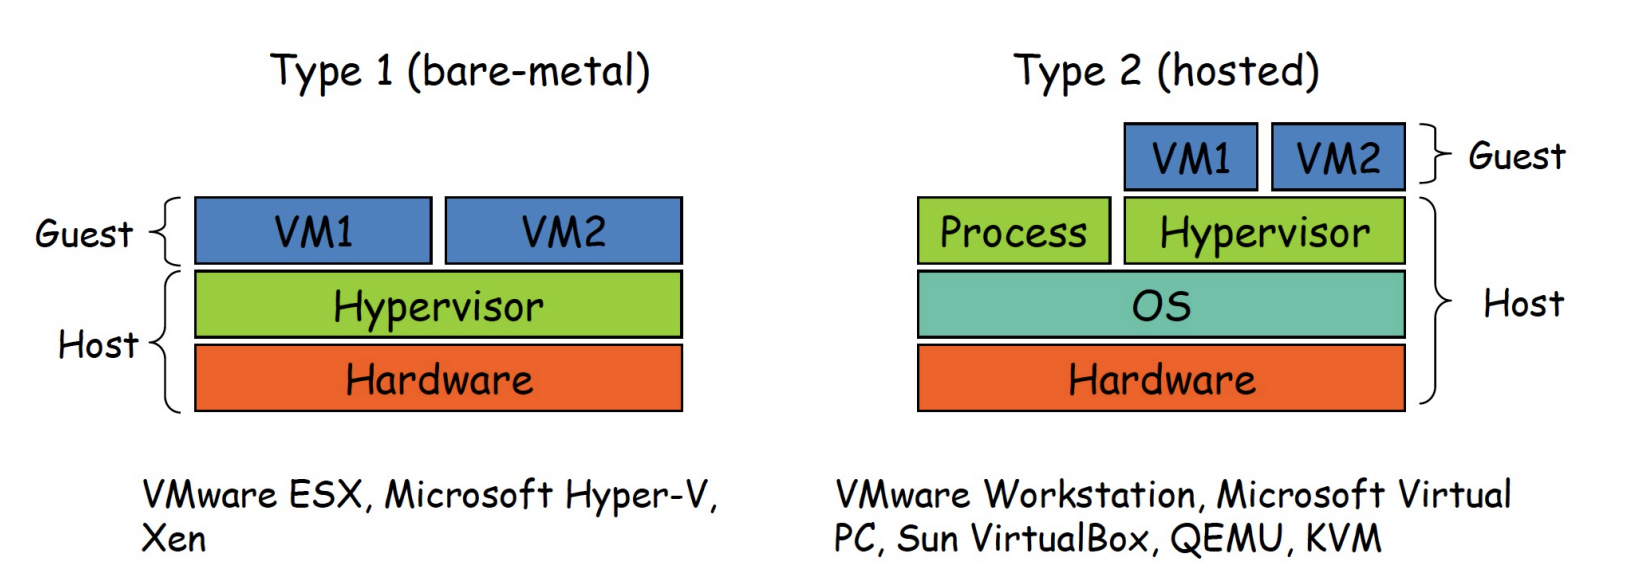 Type 1 (bare-metal)
Guest
VM1
VM2
Host
Hypervisor
Hardware
VMware ESX, Microsoft Hyper-V,
Xen
Type 2 (hosted)
VM1
VM2
Guest
Process
Hypervisor
OS
Host
Hardware
VMware Workstation, Microsoft Virtual
PC, Sun VirtualBox, QEMU, KVM